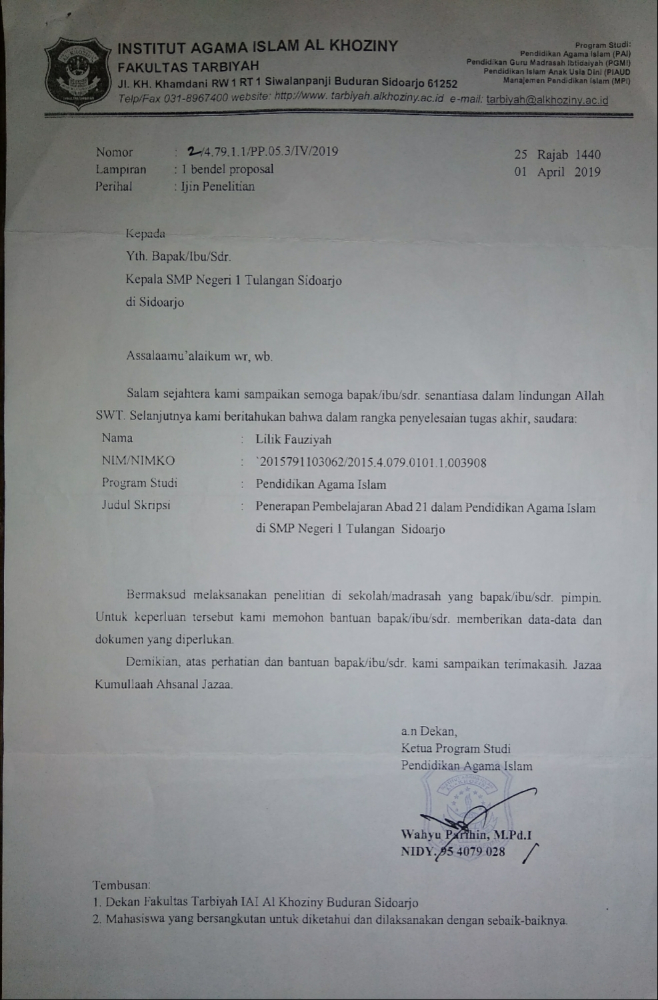 INSTITUT AGAMA ISLAM AL KHOZINY
FAKULTAS TARBIYAH
Jl. KH. Khamdani RW 1 RT 1 Siwalanpanji Buduran Sidoarjo 61252
Telp/Fax 031-8967400 website: http://www. tarbiyah.alkhoziny.ac.id e-mail: tarbiyah@alkhoziny.ac.id
Program Studi:
Pendidikan Agama Islam (PAI)
Pendidikan Guru Madrasah Ibtidaiyah (PGMI)
Pendidikan Islam Anak Usia Dini (PIAUD
Manajemen Pendidikan Islam (MPI)
Nomor : 2/4.79.1.1/PP.05.3/IV/2019
Lampiran : 1 bendel proposal
Perihal : Ijin Penelitian
25 Rajab 1440
01 April 2019
Kepada
Yth. Bapak/Ibu/Sdr.
Kepala SMP Negeri 1 Tulangan Sidoarjo
di Sidoarjo
Assalaamu'alaikum wr, wb.
Salam sejahtera kami sampaikan semoga bapak/ibu/sdr. senantiasa dalam lindungan Allah
SWT. Selanjutnya kami beritahukan bahwa dalam rangka penyelesaian tugas akhir, saudara:
Nama : Lilik Fauziyah
NIM/NIMKO : `2015791103062/2015.4.079.0101.1.003908
Program Studi : Pendidikan Agama Islam
Judul Skripsi : Penerapan Pembelajaran Abad 21 dalam Pendidikan Agama Islam
di SMP Negeri 1 Tulangan Sidoarjo
Bermaksud melaksanakan penelitian di sekolah/madrasah yang bapak/ibu/sdr. pimpin.
Untuk keperluan tersebut kami memohon bantuan bapak/ibu/sdr. memberikan data-data dan
dokumen yang diperlukan.
Demikian, atas perhatian dan bantuan bapak/ibu/sdr. kami sampaikan terimakasih. Jazaa
Kumullaah Ahsanal Jazaa.
a.n Dekan,
Ketua Program Studi
Pendidikan Agama Islam
AL KHOZINY
Wahyu M.Pd.I
NIDY. 95 4079 028
Tembusan:
1. Dekan Fakultas Tarbiyah IAI Al Khoziny Buduran Sidoarjo
2. Mahasiswa yang bersangkutan untuk diketahui dan dilaksanakan dengan sebaik-baiknya.